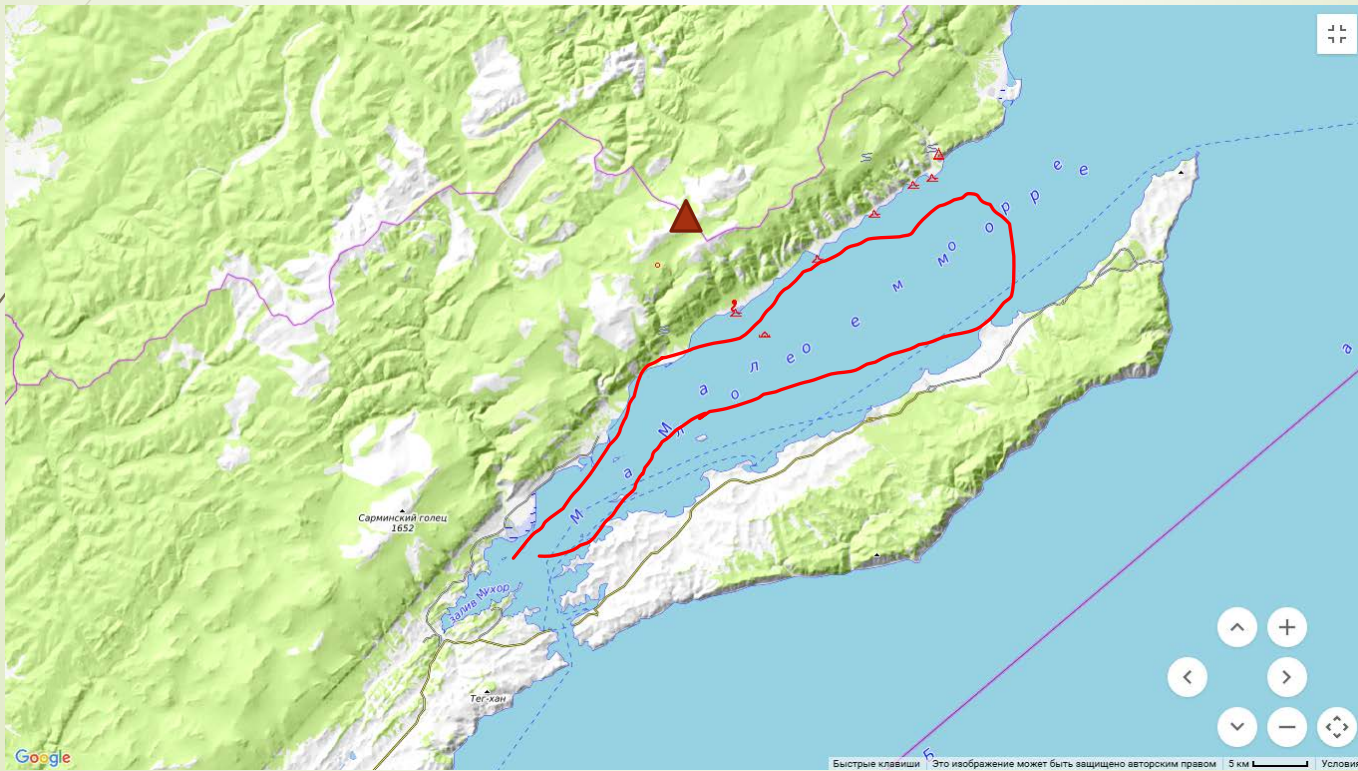 Малое море
Сарминский голец
1652
залив Мухор
Тег-хан
Google
Быстрые клавиши
Это изображение может быть защищено авторским правом
5 км
Условия